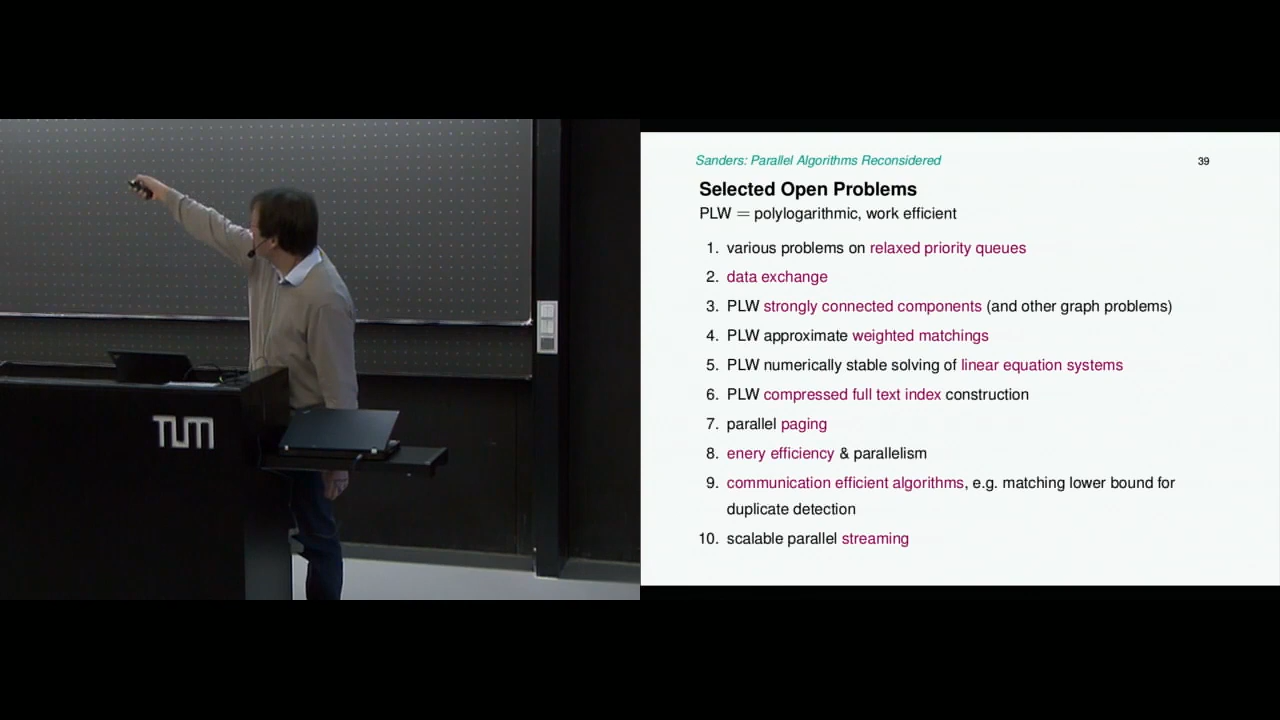 TUM
Sanders: Parallel Algorithms Reconsidered 39
Selected Open Problems
PLW = polylogarithmic, work efficient
1. various problems on relaxed priority queues
2. data exchange
3. PLW strongly connected components (and other graph problems)
4. PLW approximate weighted matchings
5. PLW numerically stable solving of linear equation systems
6. PLW compressed full text index construction
7. parallel paging
8. enery efficiency & parallelism
9. communication efficient algorithms, e.g. matching lower bound for
duplicate detection
10. scalable parallel streaming